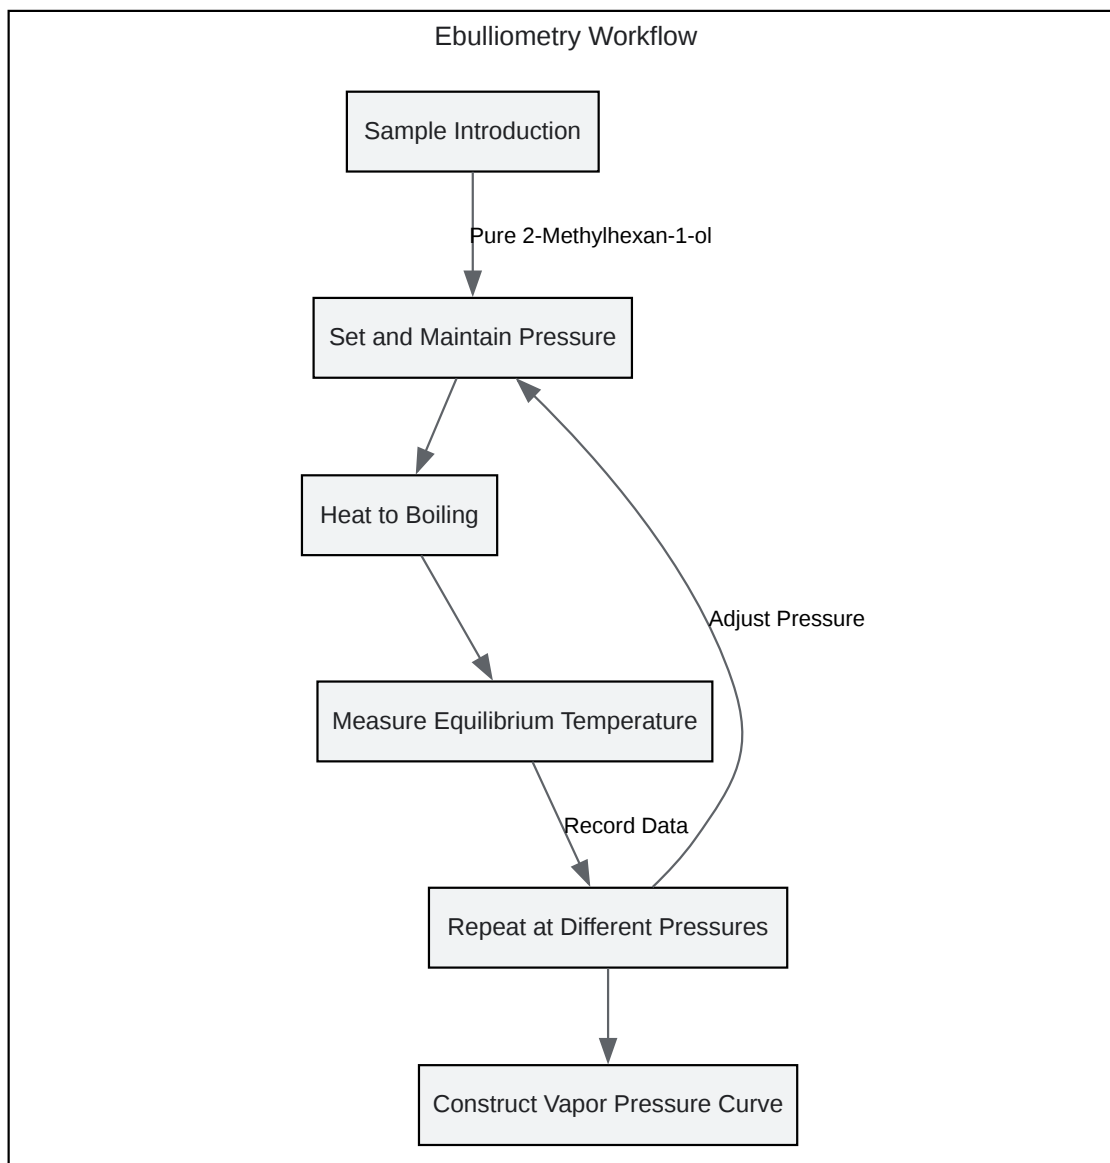 Ebulliometry Workflow
Sample Introduction
Pure 2-Methylhexan-1-ol
Set and Maintain Pressure
Heat to Boiling
Adjust Pressure
Measure Equilibrium Temperature
Record Data
Repeat at Different Pressures
Construct Vapor Pressure Curve